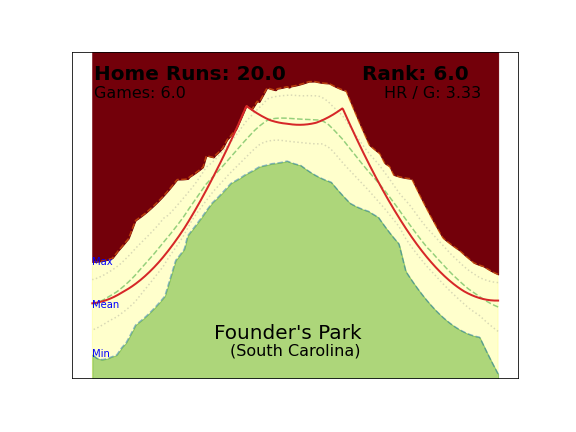 Home Runs: 20.0 Rank: 6.0
Games: 6.0 HR / G: 3.33
Max
Mean
Min
Founder's Park
(South Carolina)